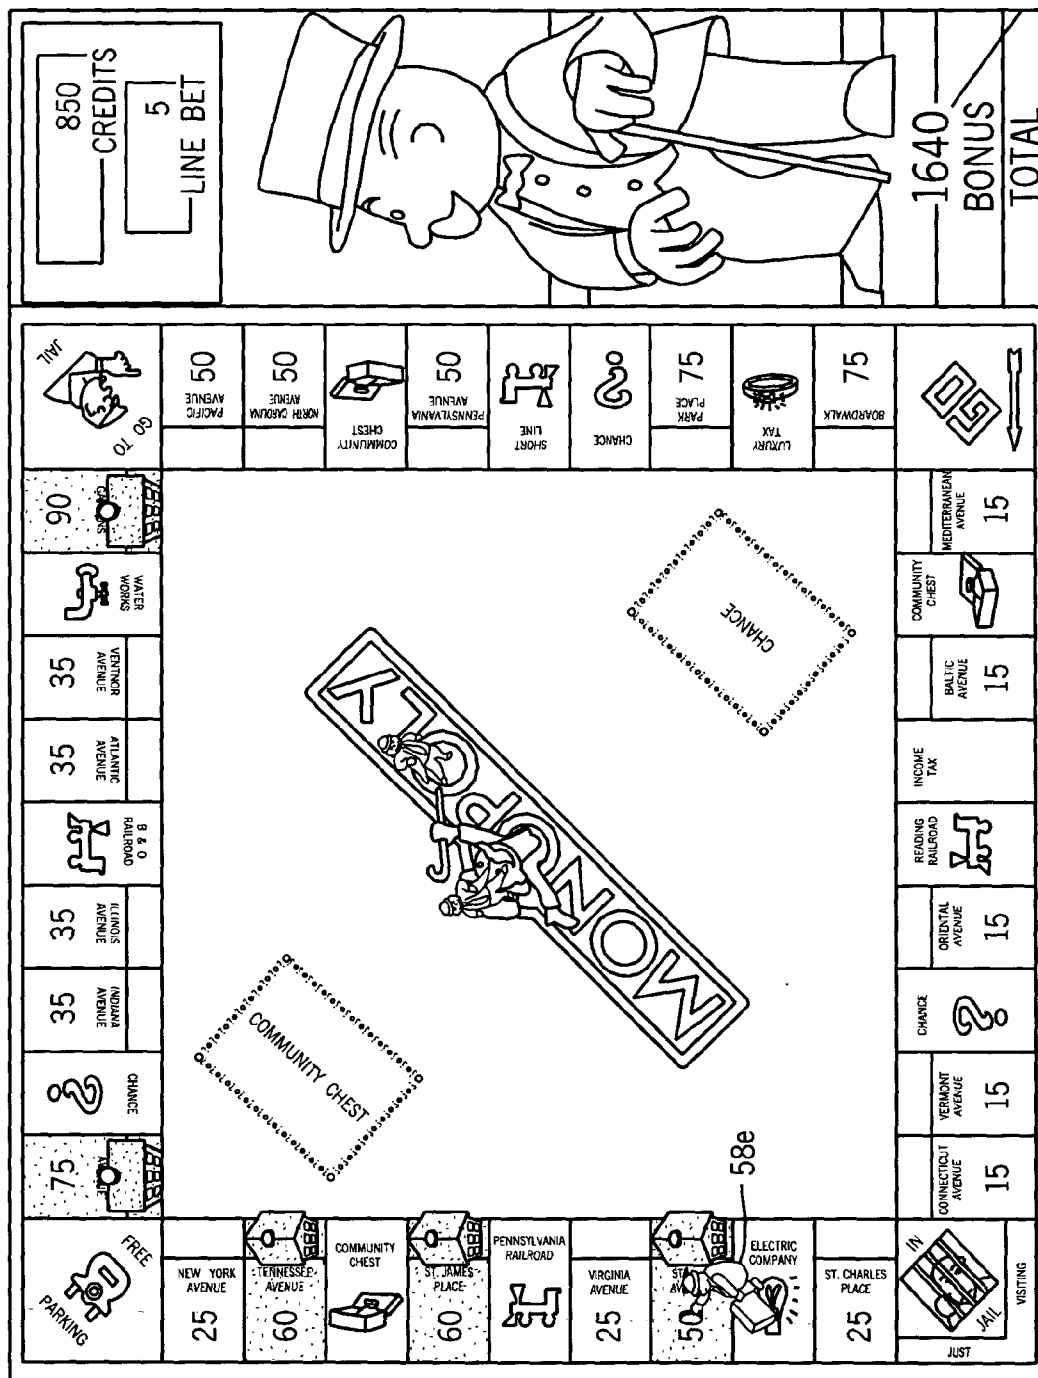 850
CREDITS
5
LINE BET
1640
BONUS
TOTAL
GO TO
JAIL
PACIFIC
AVENUE
50
NORTH CAROLINA
AVENUE
50
COMMUNITY
CHEST
PENNSYLVANIA
AVENUE
50
SHORT
LINE
CHANCE
PARK
PLACE
75
LUXURY
TAX
BOARDWALK
75
GO
MEDITERRANEAN
AVENUE
15
COMMUNITY
CHEST
BALTIC
AVENUE
15
INCOME
TAX
READING
RAILROAD
ORIENTAL
AVENUE
15
CHANCE
VERMONT
AVENUE
15
CONNECTICUT
AVENUE
15
IN
JAIL
JUST
VISITING
ST. CHARLES
PLACE
25
ELECTRIC
COMPANY
50
VIRGINIA
AVENUE
25
PENNSYLVANIA
RAILROAD
ST. JAMES
PLACE
60
COMMUNITY
CHEST
TENNESSEE
AVENUE
60
NEW YORK
AVENUE
25
FREE
PARKING
75
CHANCE
INDIANA
AVENUE
35
ILLINOIS
AVENUE
35
B & O
RAILROAD
ATLANTIC
AVENUE
35
VENTNOR
AVENUE
35
WATER
WORKS
90
COMMUNITY CHEST
MONOPOLY
CHANCE
58e